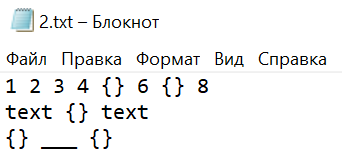 2.txt – Блокнот
Файл Правка Формат Вид Справка
1 2 3 4 {} 6 {} 8
text {} text
{} ___ {}